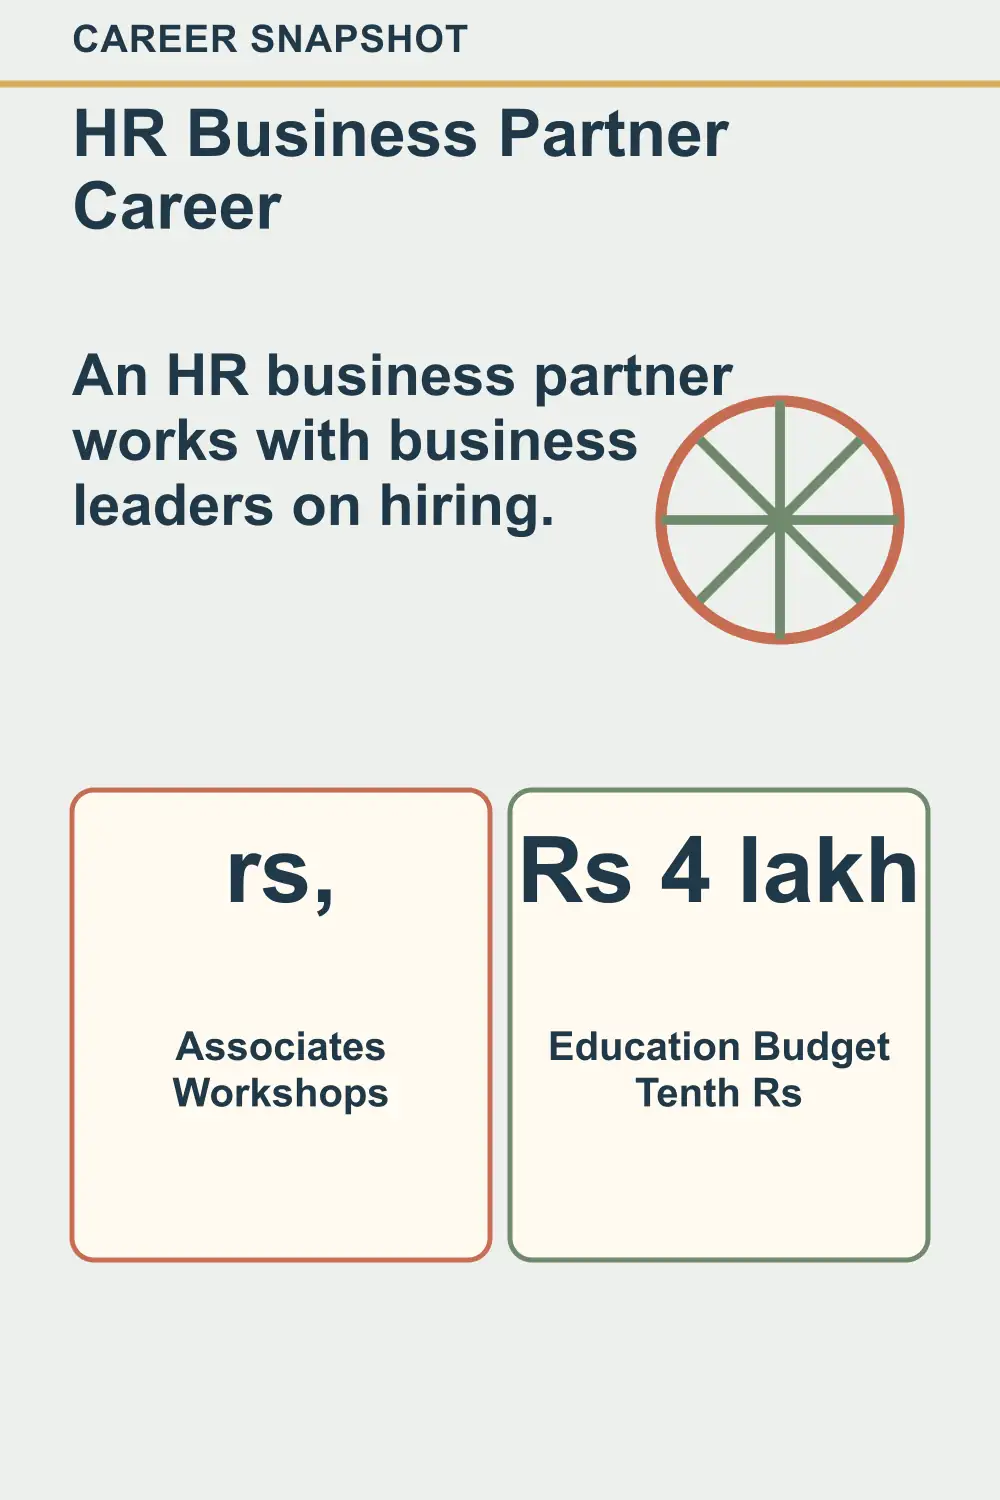 CAREER SNAPSHOT
HR Business Partner
Career
An HR business partner
works with business
leaders on hiring.
rs,
Associates
Workshops
Rs 4 lakh
Education Budget
Tenth Rs